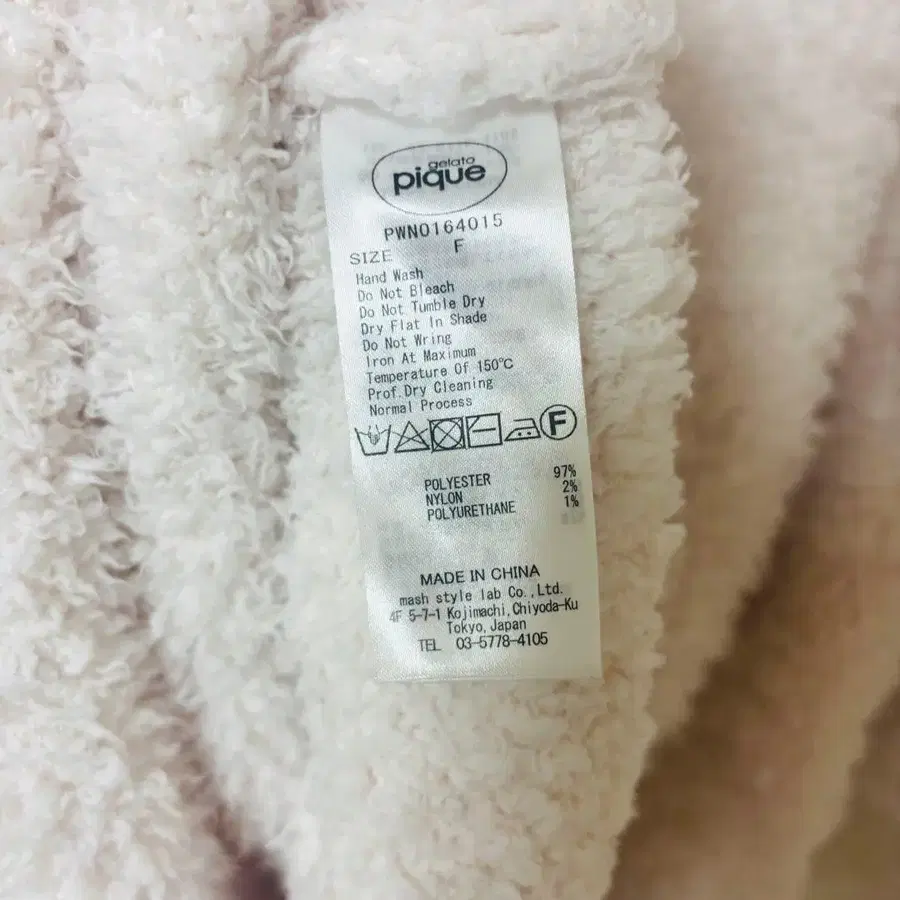 gelato
pique
PWN0164015
SIZE F
Hand Wash
Do Not Bleach
Do Not Tumble Dry
Dry Flat In Shade
Do Not Wring
Iron At Maximum
Temperature Of 150℃
Prof.Dry Cleaning
Normal Process
F
POLYESTER 97%
NYLON 2%
POLYURETHANE 1%
MADE IN CHINA
mash style lab Co.,Ltd.
4F 5-7-1 Kojimachi,Chiyoda-Ku
Tokyo,Japan
TEL 03-5778-4105